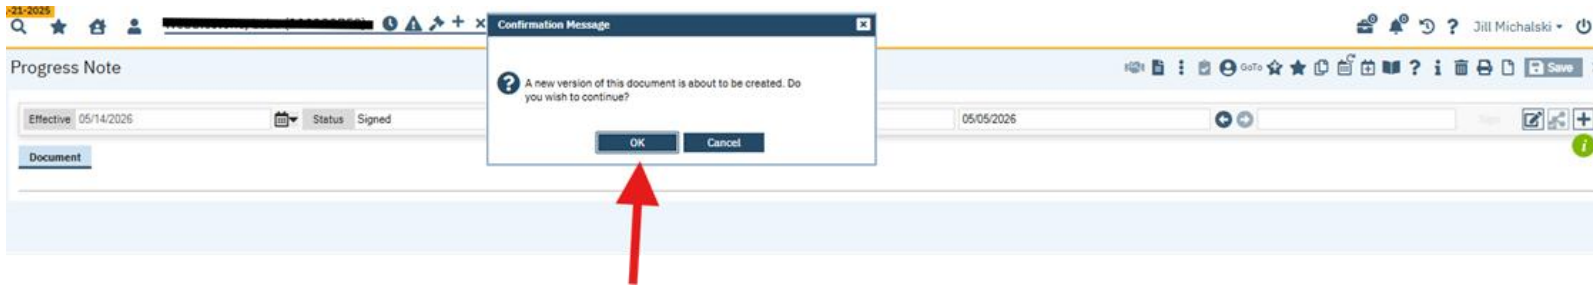 -21-2025
Confirmation Message
Jill Michalski
Progress Note
GoTo
Save
A new version of this document is about to be created. Do
you wish to continue?
Effective 05/14/2026
Status Signed
05/05/2026
OK Cancel
Document